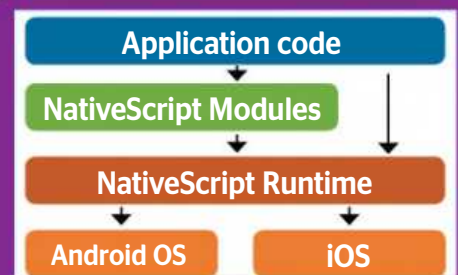 Application code
NativeScript Modules
NativeScript Runtime
Android OS
iOS